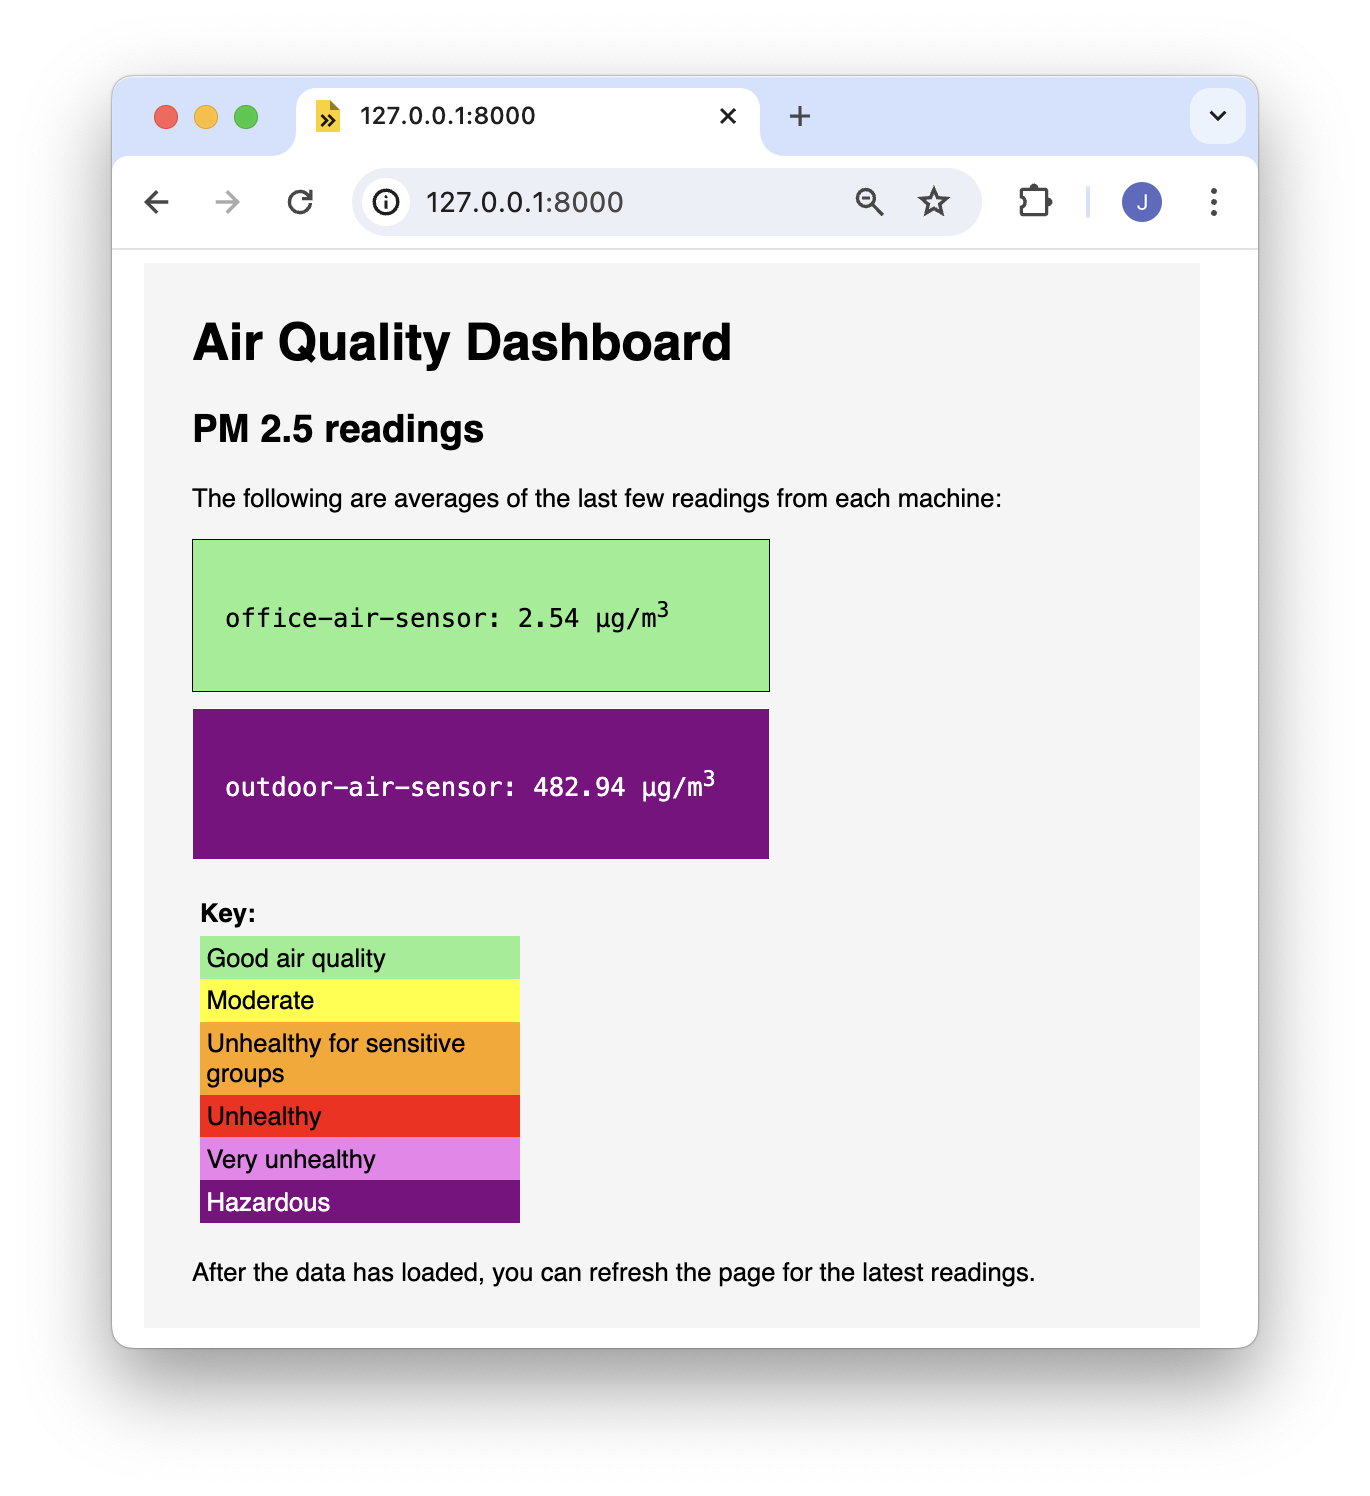 127.0.0.1:8000
127.0.0.1:8000
J
Air Quality Dashboard
PM 2.5 readings
The following are averages of the last few readings from each machine:
office-air-sensor: 2.54 μg/m³
outdoor-air-sensor: 482.94 μg/m³
Key:
Good air quality
Moderate
Unhealthy for sensitive
groups
Unhealthy
Very unhealthy
Hazardous
After the data has loaded, you can refresh the page for the latest readings.